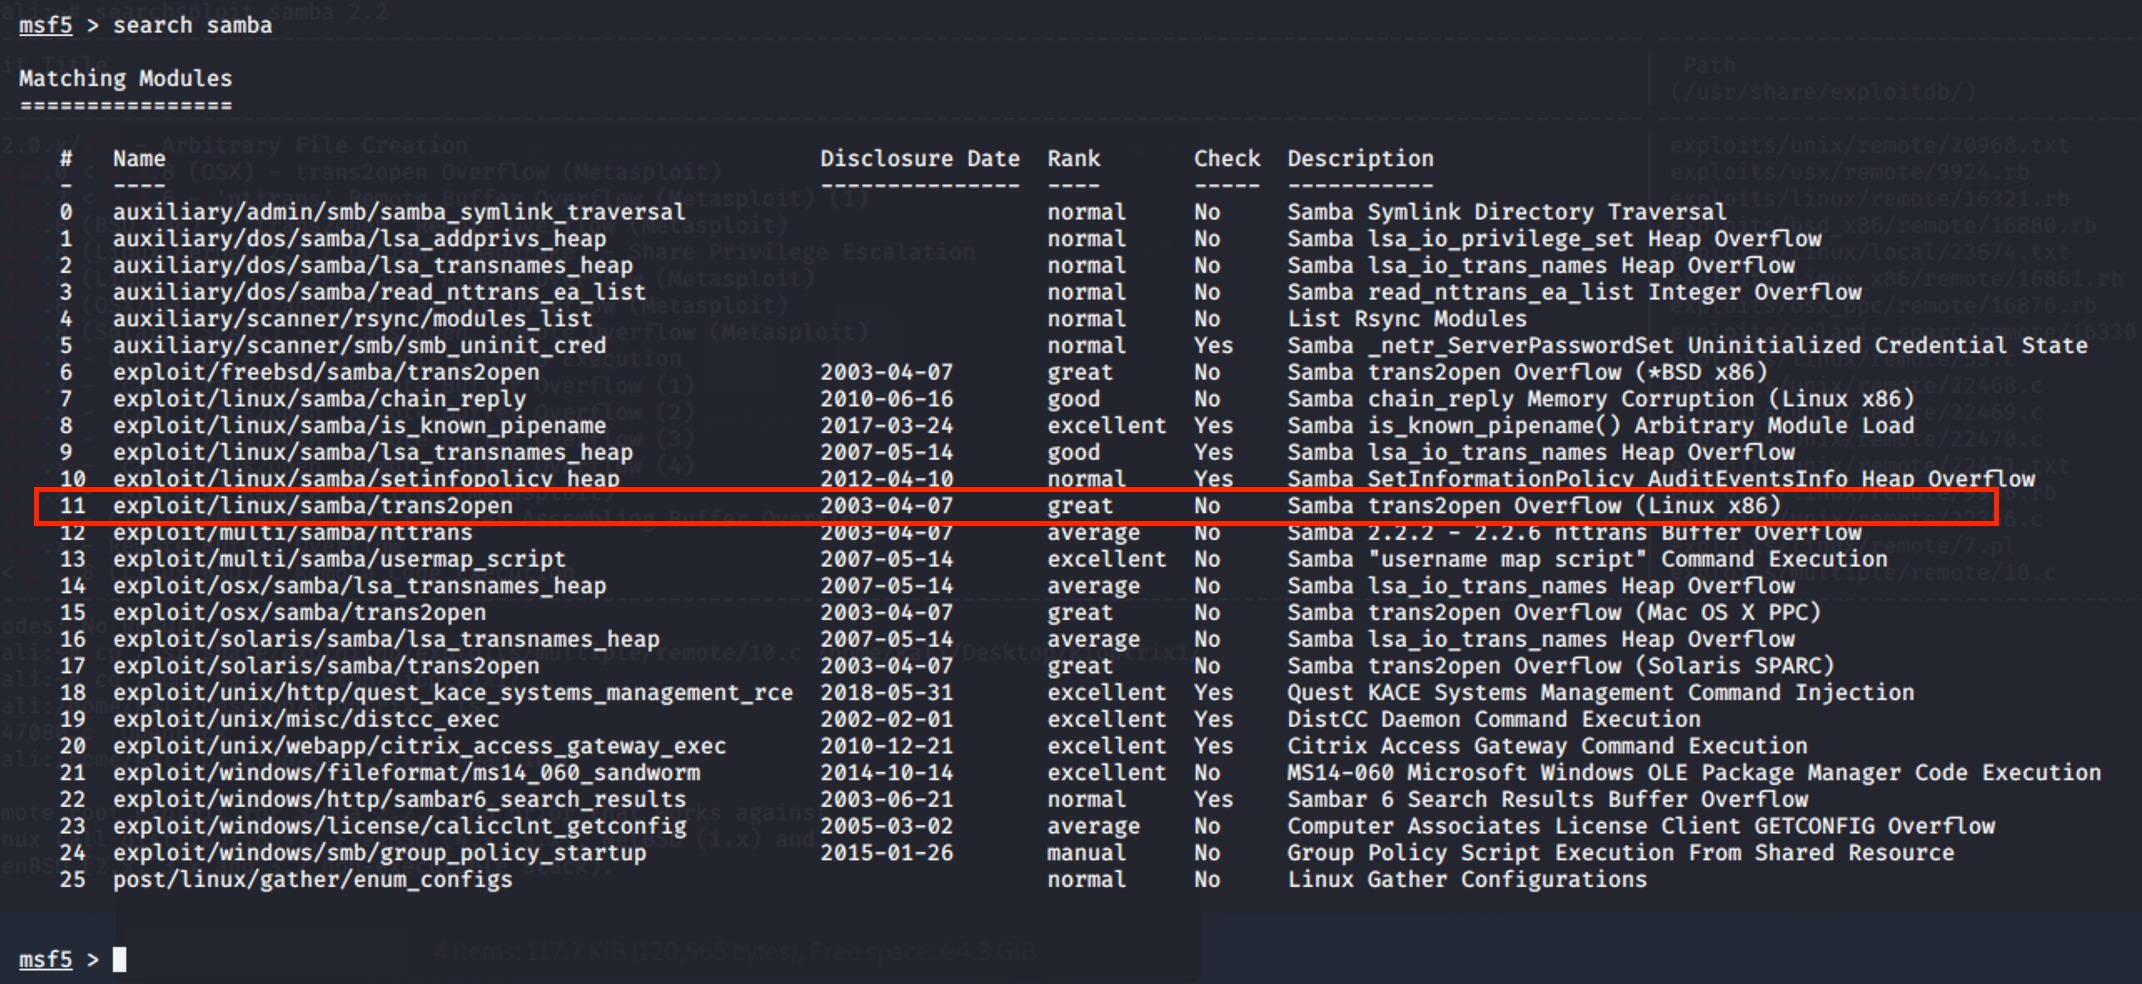 msf5 > search samba
Matching Modules
================
# Name Disclosure Date Rank Check Description
- ---- --------------- ---- ----- -----------
0 auxiliary/admin/smb/samba_symlink_traversal normal No Samba Symlink Directory Traversal
1 auxiliary/dos/samba/lsa_addprivs_heap normal No Samba lsa_io_privilege_set Heap Overflow
2 auxiliary/dos/samba/lsa_transnames_heap normal No Samba lsa_io_trans_names Heap Overflow
3 auxiliary/dos/samba/read_nttrans_ea_list normal No Samba read_nttrans_ea_list Integer Overflow
4 auxiliary/scanner/rsync/modules_list normal No List Rsync Modules
5 auxiliary/scanner/smb/smb_uninit_cred normal Yes Samba _netr_ServerPasswordSet Uninitialized Credential State
6 exploit/freebsd/samba/trans2open 2003-04-07 great No Samba trans2open Overflow (*BSD x86)
7 exploit/linux/samba/chain_reply 2010-06-16 good No Samba chain_reply Memory Corruption (Linux x86)
8 exploit/linux/samba/is_known_pipename 2017-03-24 excellent Yes Samba is_known_pipename() Arbitrary Module Load
9 exploit/linux/samba/lsa_transnames_heap 2007-05-14 good Yes Samba lsa_io_trans_names Heap Overflow
10 exploit/linux/samba/setinfopolicy_heap 2012-04-10 normal Yes Samba SetInformationPolicy AuditEventsInfo Heap Overflow
11 exploit/linux/samba/trans2open 2003-04-07 great No Samba trans2open Overflow (Linux x86)
12 exploit/multi/samba/nttrans 2003-04-07 average No Samba 2.2.2 - 2.2.6 nttrans Buffer Overflow
13 exploit/multi/samba/usermap_script 2007-05-14 excellent No Samba "username map script" Command Execution
14 exploit/osx/samba/lsa_transnames_heap 2007-05-14 average No Samba lsa_io_trans_names Heap Overflow
15 exploit/osx/samba/trans2open 2003-04-07 great No Samba trans2open Overflow (Mac OS X PPC)
16 exploit/solaris/samba/lsa_transnames_heap 2007-05-14 average No Samba lsa_io_trans_names Heap Overflow
17 exploit/solaris/samba/trans2open 2003-04-07 great No Samba trans2open Overflow (Solaris SPARC)
18 exploit/unix/http/quest_kace_systems_management_rce 2018-05-31 excellent Yes Quest KACE Systems Management Command Injection
19 exploit/unix/misc/distcc_exec 2002-02-01 excellent Yes DistCC Daemon Command Execution
20 exploit/unix/webapp/citrix_access_gateway_exec 2010-12-21 excellent Yes Citrix Access Gateway Command Execution
21 exploit/windows/fileformat/ms14_060_sandworm 2014-10-14 excellent No MS14-060 Microsoft Windows OLE Package Manager Code Execution
22 exploit/windows/http/sambar6_search_results 2003-06-21 normal Yes Sambar 6 Search Results Buffer Overflow
23 exploit/windows/license/calicclnt_getconfig 2005-03-02 average No Computer Associates License Client GETCONFIG Overflow
24 exploit/windows/smb/group_policy_startup 2015-01-26 manual No Group Policy Script Execution From Shared Resource
25 post/linux/gather/enum_configs normal No Linux Gather Configurations
msf5 >
4 items: 117.7 KiB (120,565 bytes), Free space: 64.3 GiB